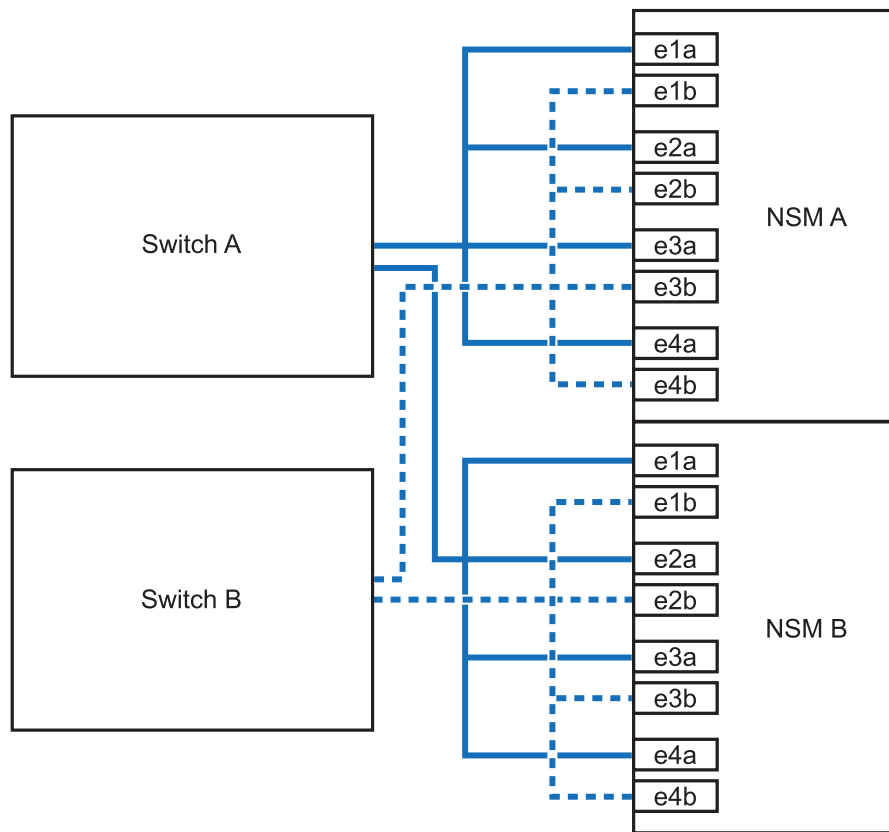 Switch A
Switch B
e1a
e1b
e2a
e2b
e3a
e3b
e4a
e4b
NSM A
e1a
e1b
e2a
e2b
e3a
e3b
e4a
e4b
NSM B